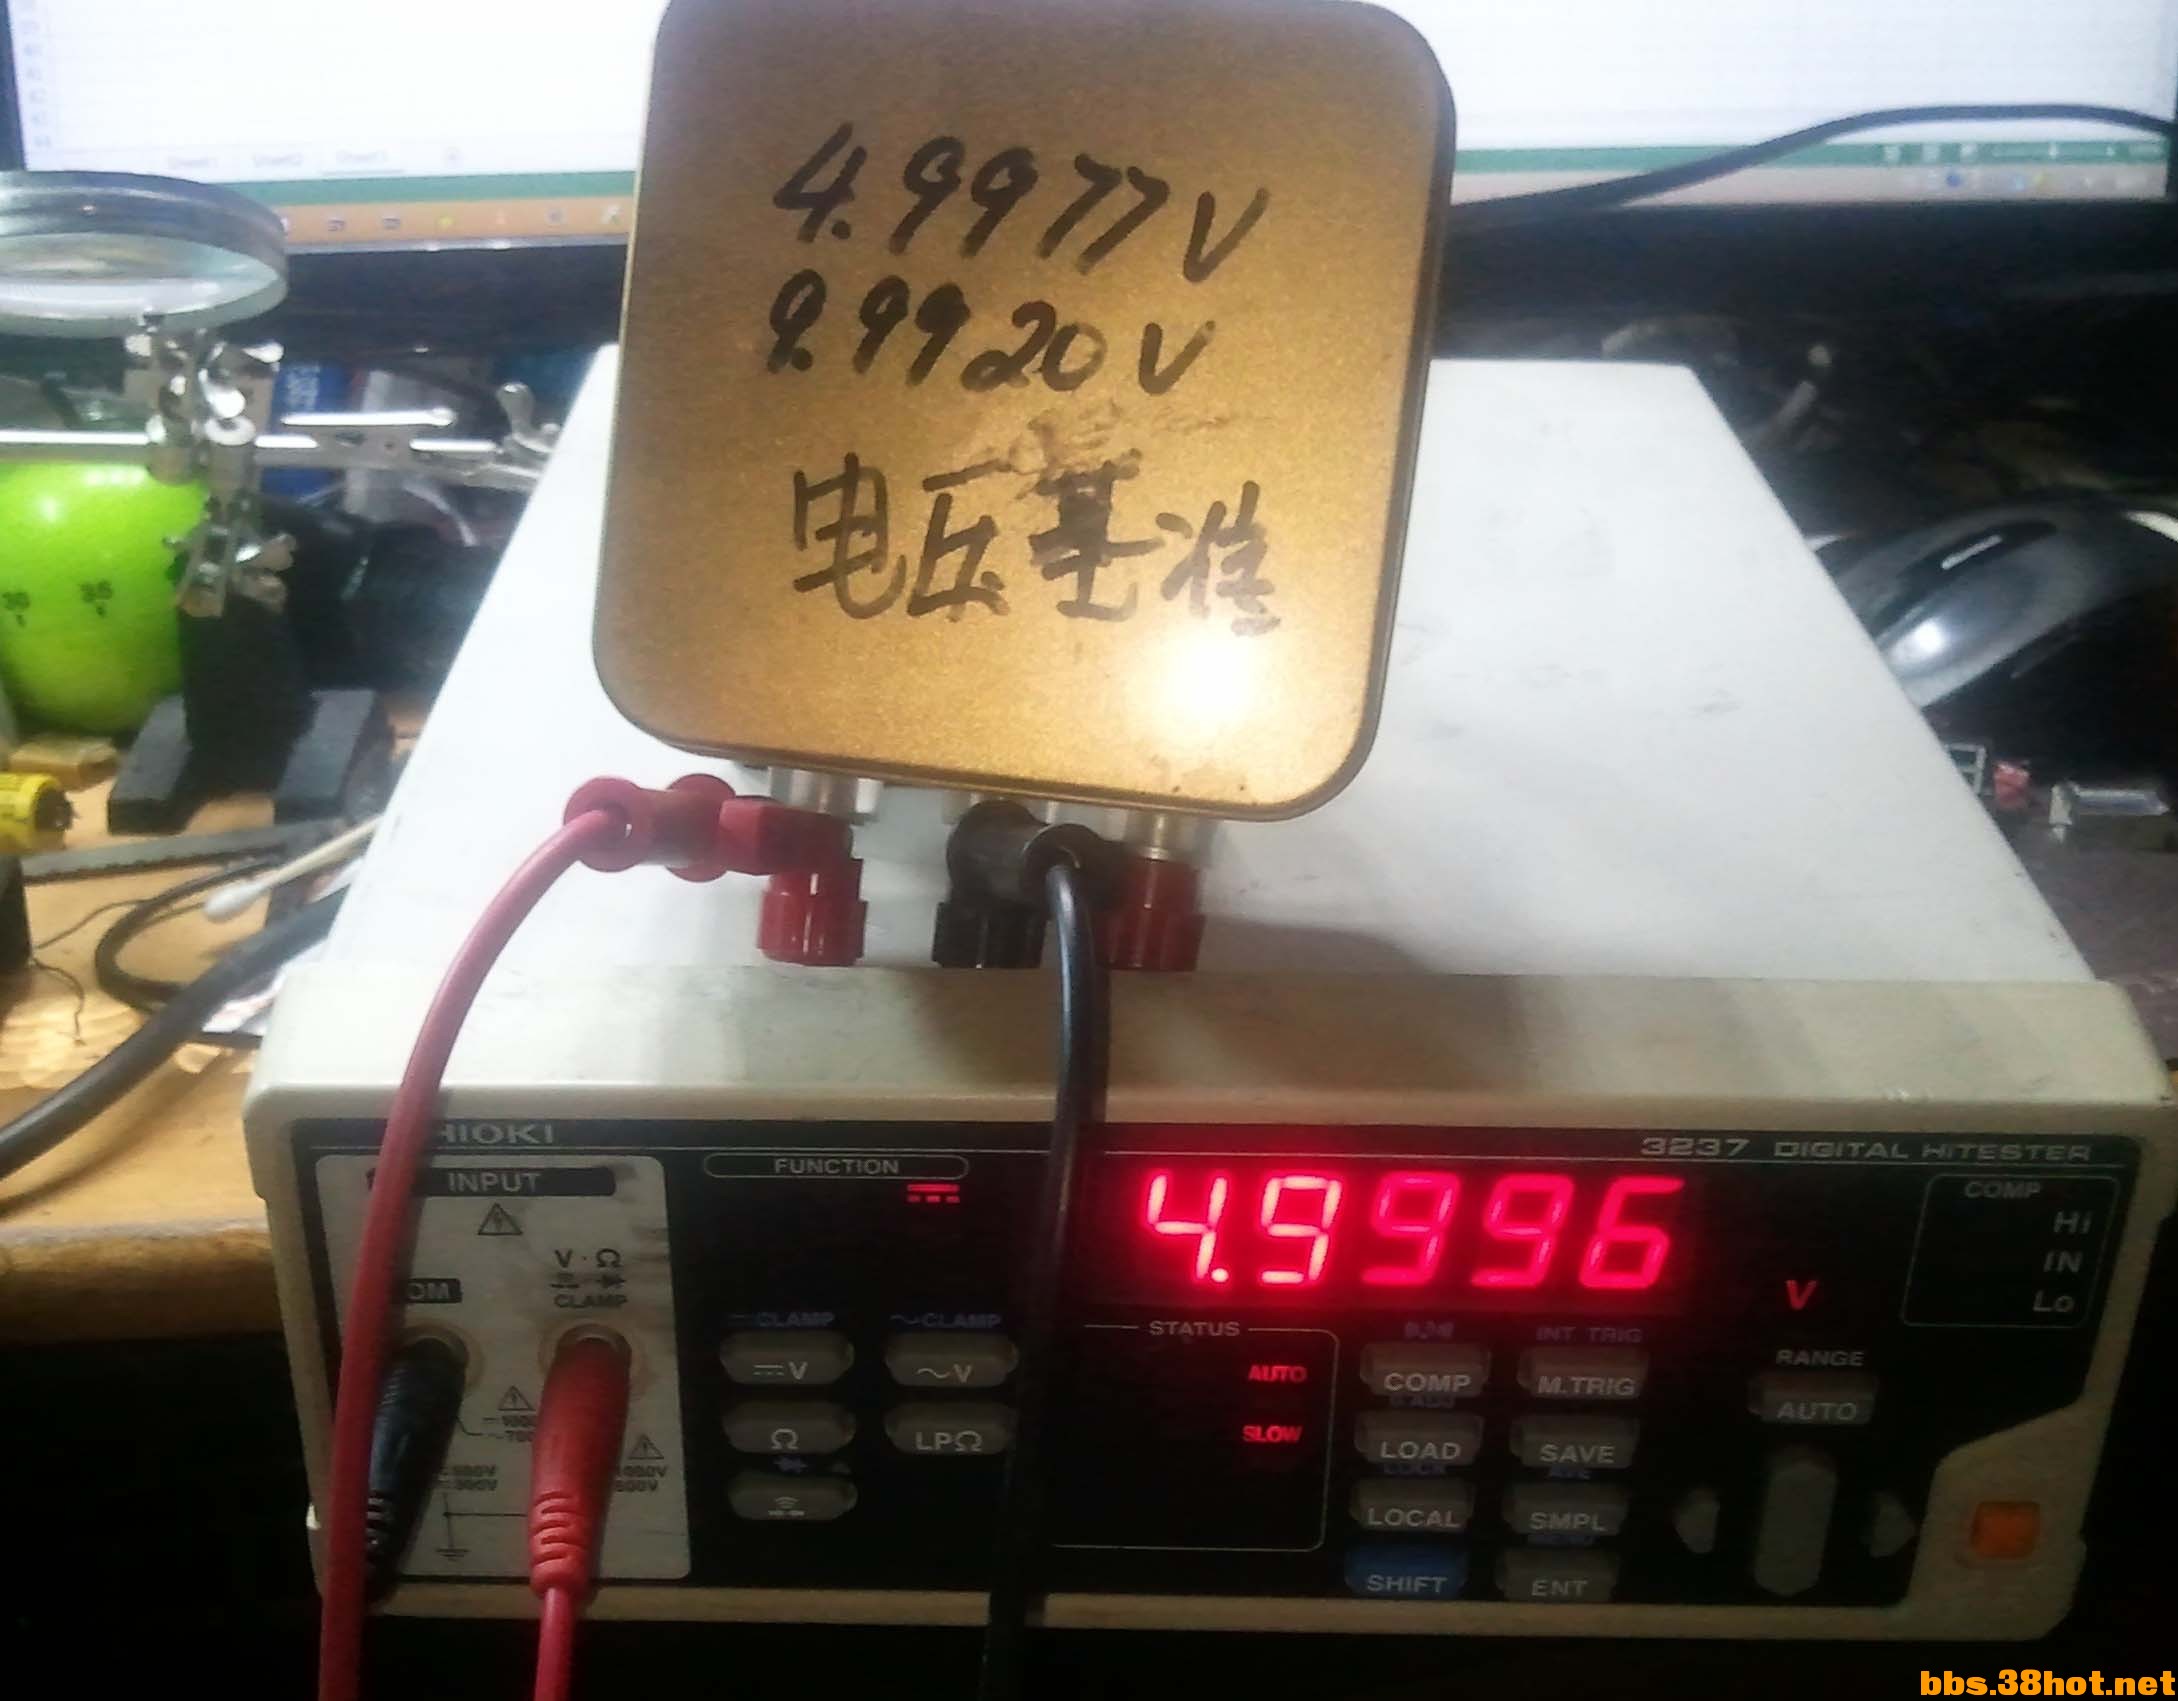 4.9977V
9.9920V
电压基准
HIOKI
3237 DIGITAL HiTESTER
INPUT
FUNCTION
4.9996
V
COMP
Hi
IN
Lo
V·Ω
CLAMP
COM
CLAMP
~CLAMP
V
~V
Ω
LPΩ
STATUS
AUTO
SLOW
INT TRIG
COMP
M.TRIG
LOAD
SAVE
LOCAL
SMPL
SHIFT
ENT
RANGE
AUTO
bbs.38hot.net